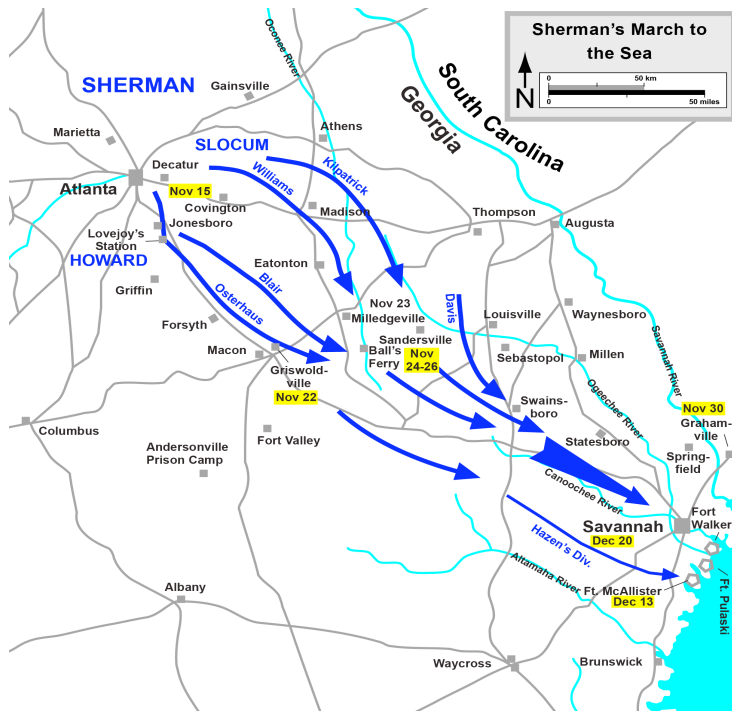 Sherman's March to
the Sea
0 50 km
N
0 50 miles
Oconee River
South Carolina
Georgia
SHERMAN
Gainsville
Marietta
Athens
SLOCUM
Kilpatrick
Williams
Decatur
Atlanta
Nov 15
Covington
Madison
Thompson
Augusta
Jonesboro
Lovejoy's
Station
HOWARD
Eatonton
Blair
Osterhaus
Griffin
Forsyth
Nov 23
Milledgeville
Davis
Louisville
Waynesboro
Savannah River
Sandersville
Macon
Ball's
Ferry
Nov
24-26
Sebastopol
Millen
Griswold-
ville
Nov 22
Ogeechee River
Swains-
boro
Nov 30
Graham-
ville
Columbus
Andersonville
Prison Camp
Fort Valley
Statesboro
Spring-
field
Canoochee River
Fort
Walker
Savannah
Dec 20
Hazen's Div.
Altamaha River
Ft. McAllister
Dec 13
Ft. Pulaski
Albany
Waycross
Brunswick